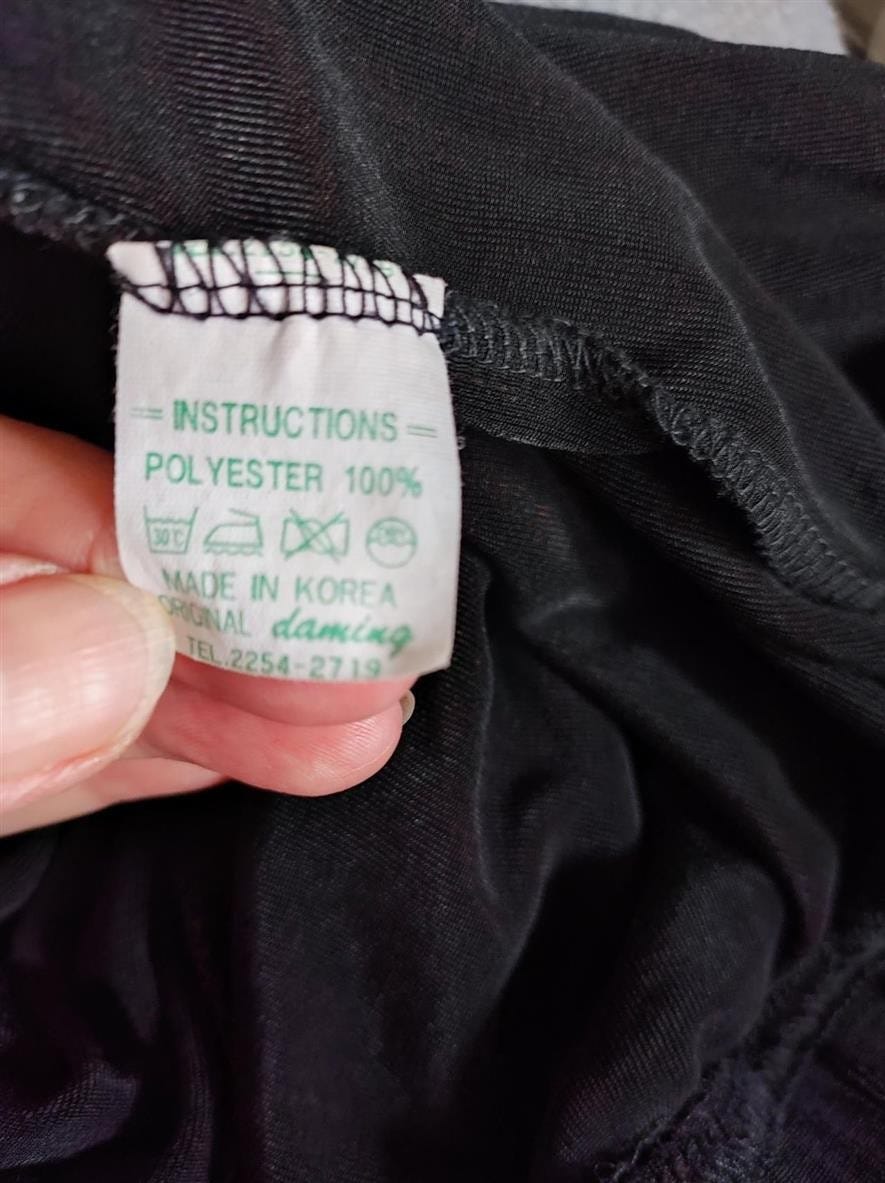 = INSTRUCTIONS =
POLYESTER 100%
30°C
MADE IN KOREA
ORIGINAL daming
TEL.2254-2719